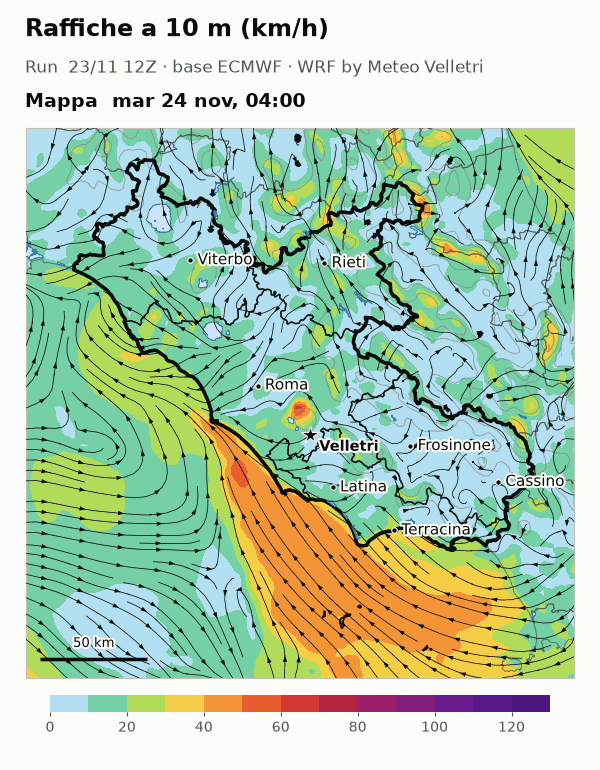 Raffiche a 10 m (km/h)
Run  23/11 12Z · base ECMWF · WRF by Meteo Velletri
Mappa  mar 24 nov, 04:00
Viterbo
Rieti
Roma
Velletri
Frosinone
Latina
Cassino
Terracina
50 km
0 20 40 60 80 100 120